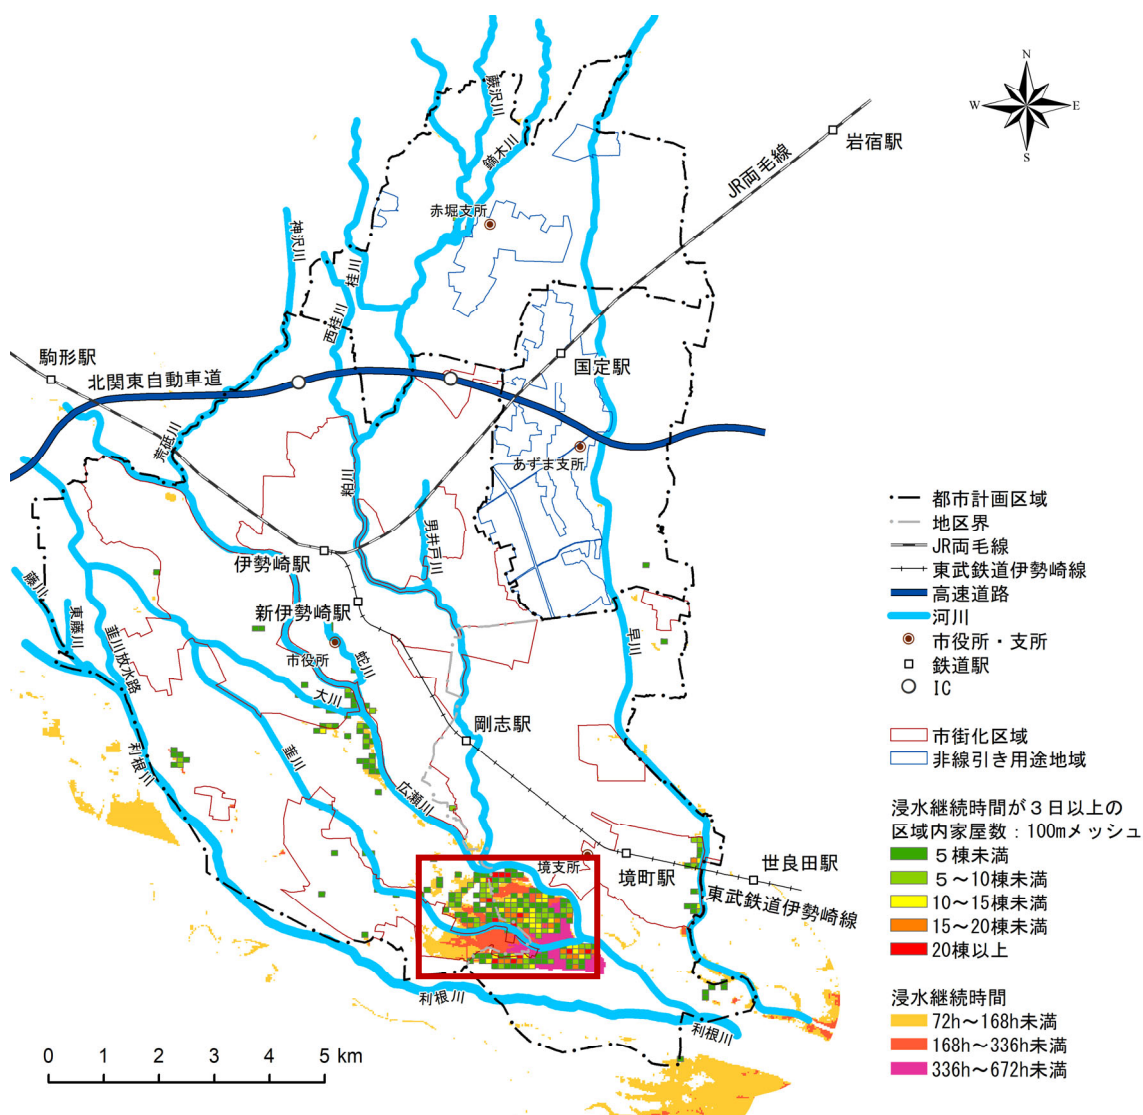 N
W
E
S
蕨沢川
鏑木川
岩宿駅
JR両毛線
赤堀支所
神沢川
桂川
西桂川
駒形駅
北関東自動車道
国定駅
荒砥川
あずま支所
粕川
男井戸川
伊勢崎駅
藤川
東藤川
新伊勢崎駅
早川
韮川放水路
市役所
蛇川
大川
剛志駅
利根川
韮川
広瀬川
境支所
境町駅
世良田駅
東武鉄道伊勢崎線
利根川
利根川
0 1 2 3 4 5 km
都市計画区域
地区界
JR両毛線
東武鉄道伊勢崎線
高速道路
河川
市役所・支所
鉄道駅
IC
市街化区域
非線引き用途地域
浸水継続時間が3日以上の
区域内家屋数：100mメッシュ
5棟未満
5～10棟未満
10～15棟未満
15～20棟未満
20棟以上
浸水継続時間
72h～168h未満
168h～336h未満
336h～672h未満